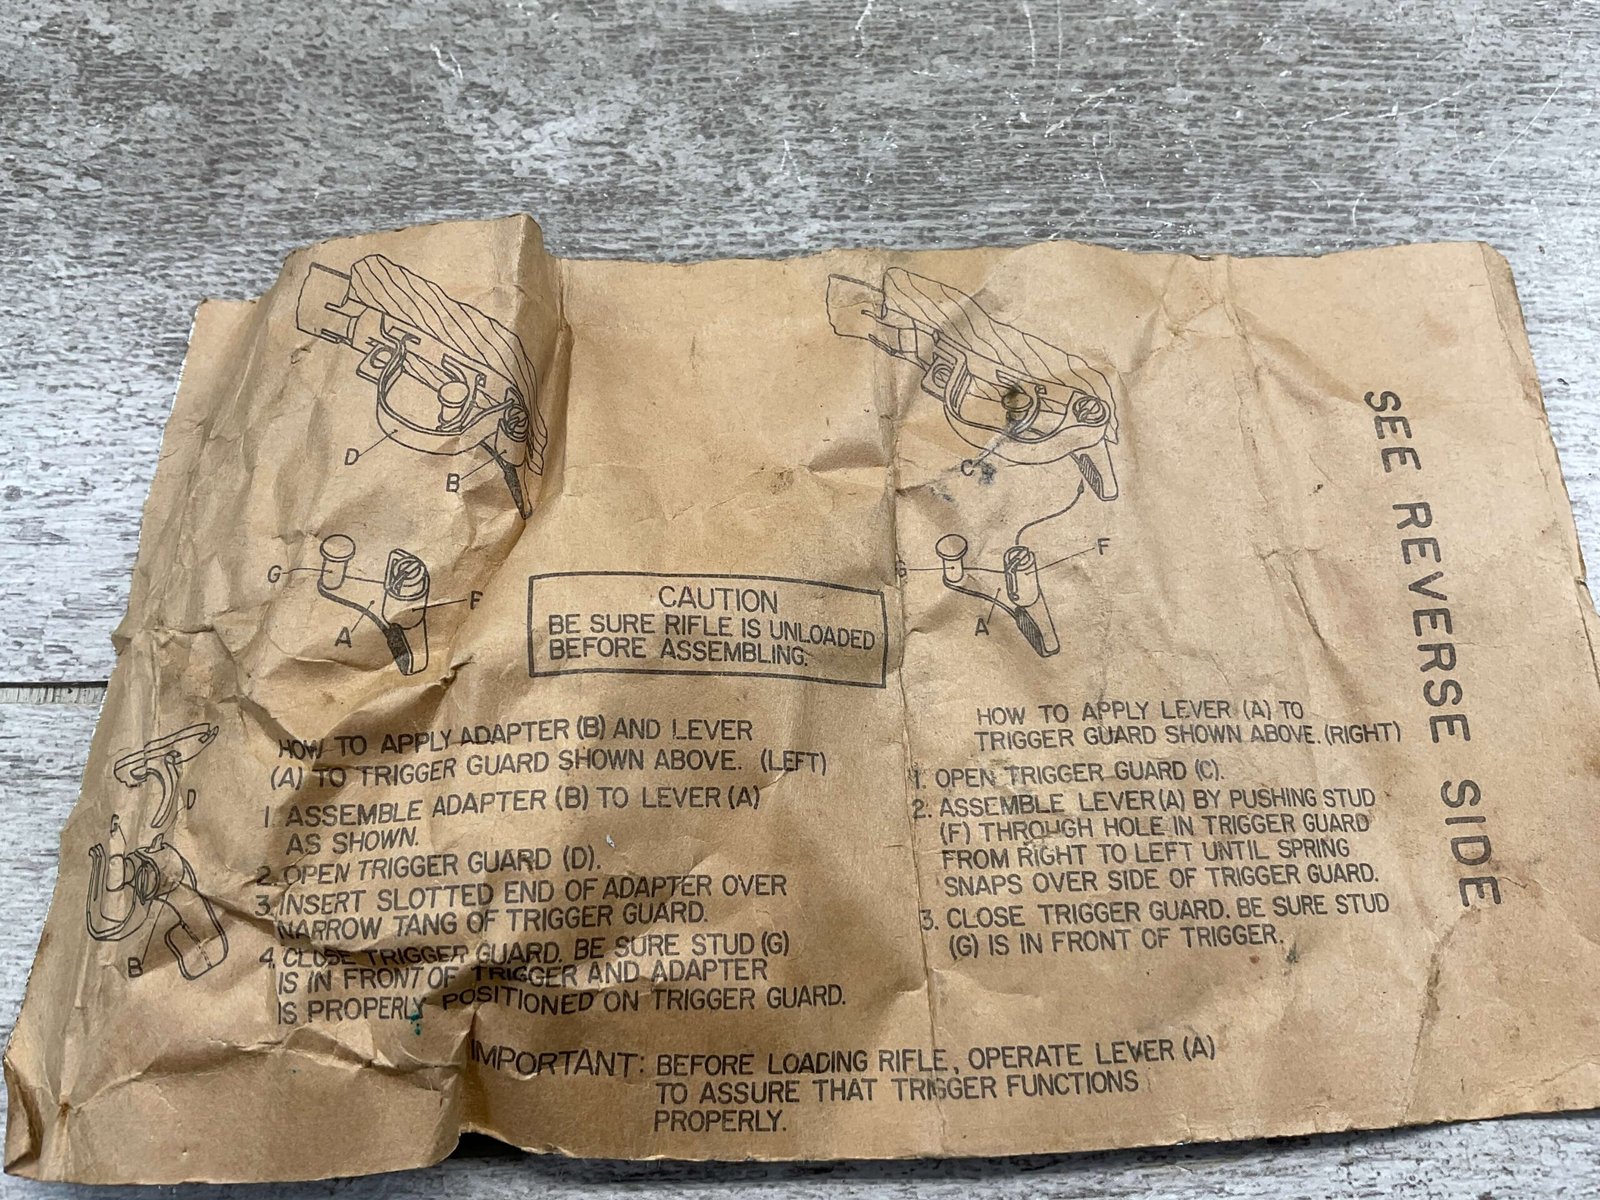 D
B
G
F
A
C
G
F
A
D
G
B
CAUTION
BE SURE RIFLE IS UNLOADED
BEFORE ASSEMBLING.
HOW TO APPLY ADAPTER (B) AND LEVER
(A) TO TRIGGER GUARD SHOWN ABOVE. (LEFT)
1 ASSEMBLE ADAPTER (B) TO LEVER (A)
AS SHOWN.
2. OPEN TRIGGER GUARD (D).
3. INSERT SLOTTED END OF ADAPTER OVER
NARROW TANG OF TRIGGER GUARD.
4. CLOSE TRIGGER GUARD. BE SURE STUD (G)
IS IN FRONT OF TRIGGER AND ADAPTER
IS PROPERLY POSITIONED ON TRIGGER GUARD.
HOW TO APPLY LEVER (A) TO
TRIGGER GUARD SHOWN ABOVE. (RIGHT)
1. OPEN TRIGGER GUARD (C).
2. ASSEMBLE LEVER (A) BY PUSHING STUD
(F) THROUGH HOLE IN TRIGGER GUARD
FROM RIGHT TO LEFT UNTIL SPRING
SNAPS OVER SIDE OF TRIGGER GUARD.
3. CLOSE TRIGGER GUARD. BE SURE STUD
(G) IS IN FRONT OF TRIGGER.
IMPORTANT: BEFORE LOADING RIFLE, OPERATE LEVER (A)
TO ASSURE THAT TRIGGER FUNCTIONS
PROPERLY.
SEE REVERSE SIDE